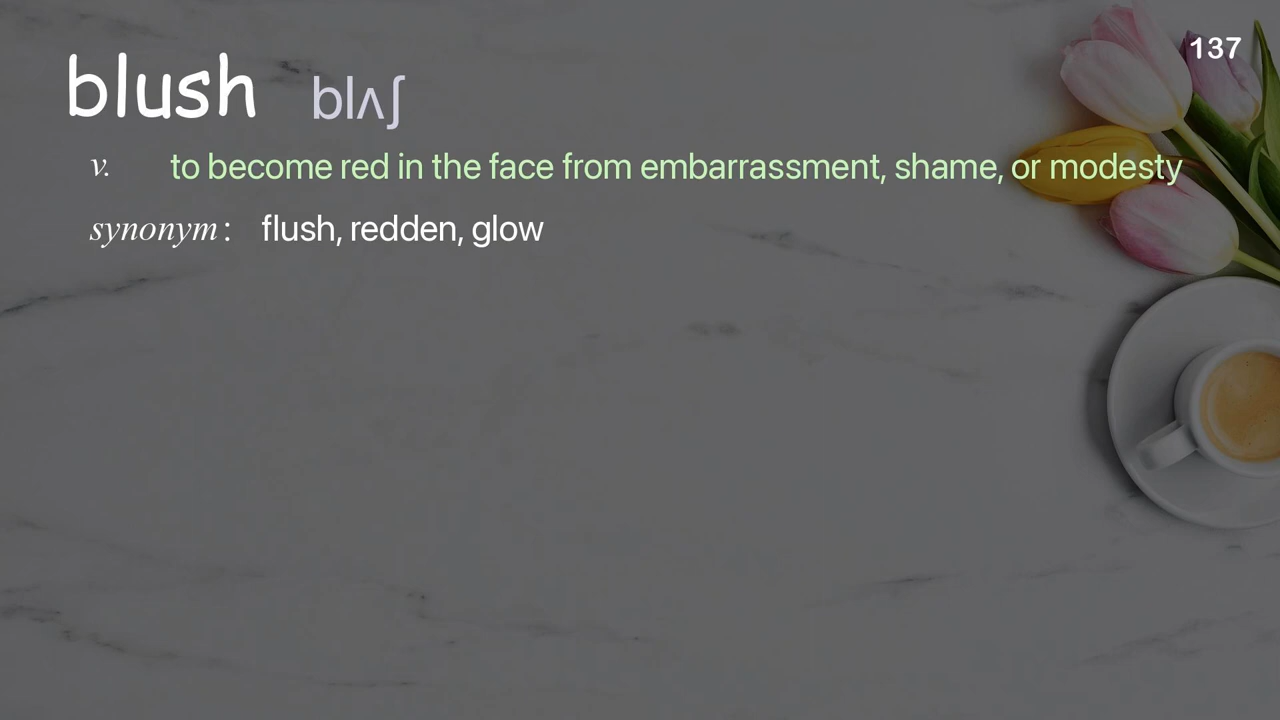 137
blush blʌʃ
v. to become red in the face from embarrassment, shame, or modesty
synonym: flush, redden, glow